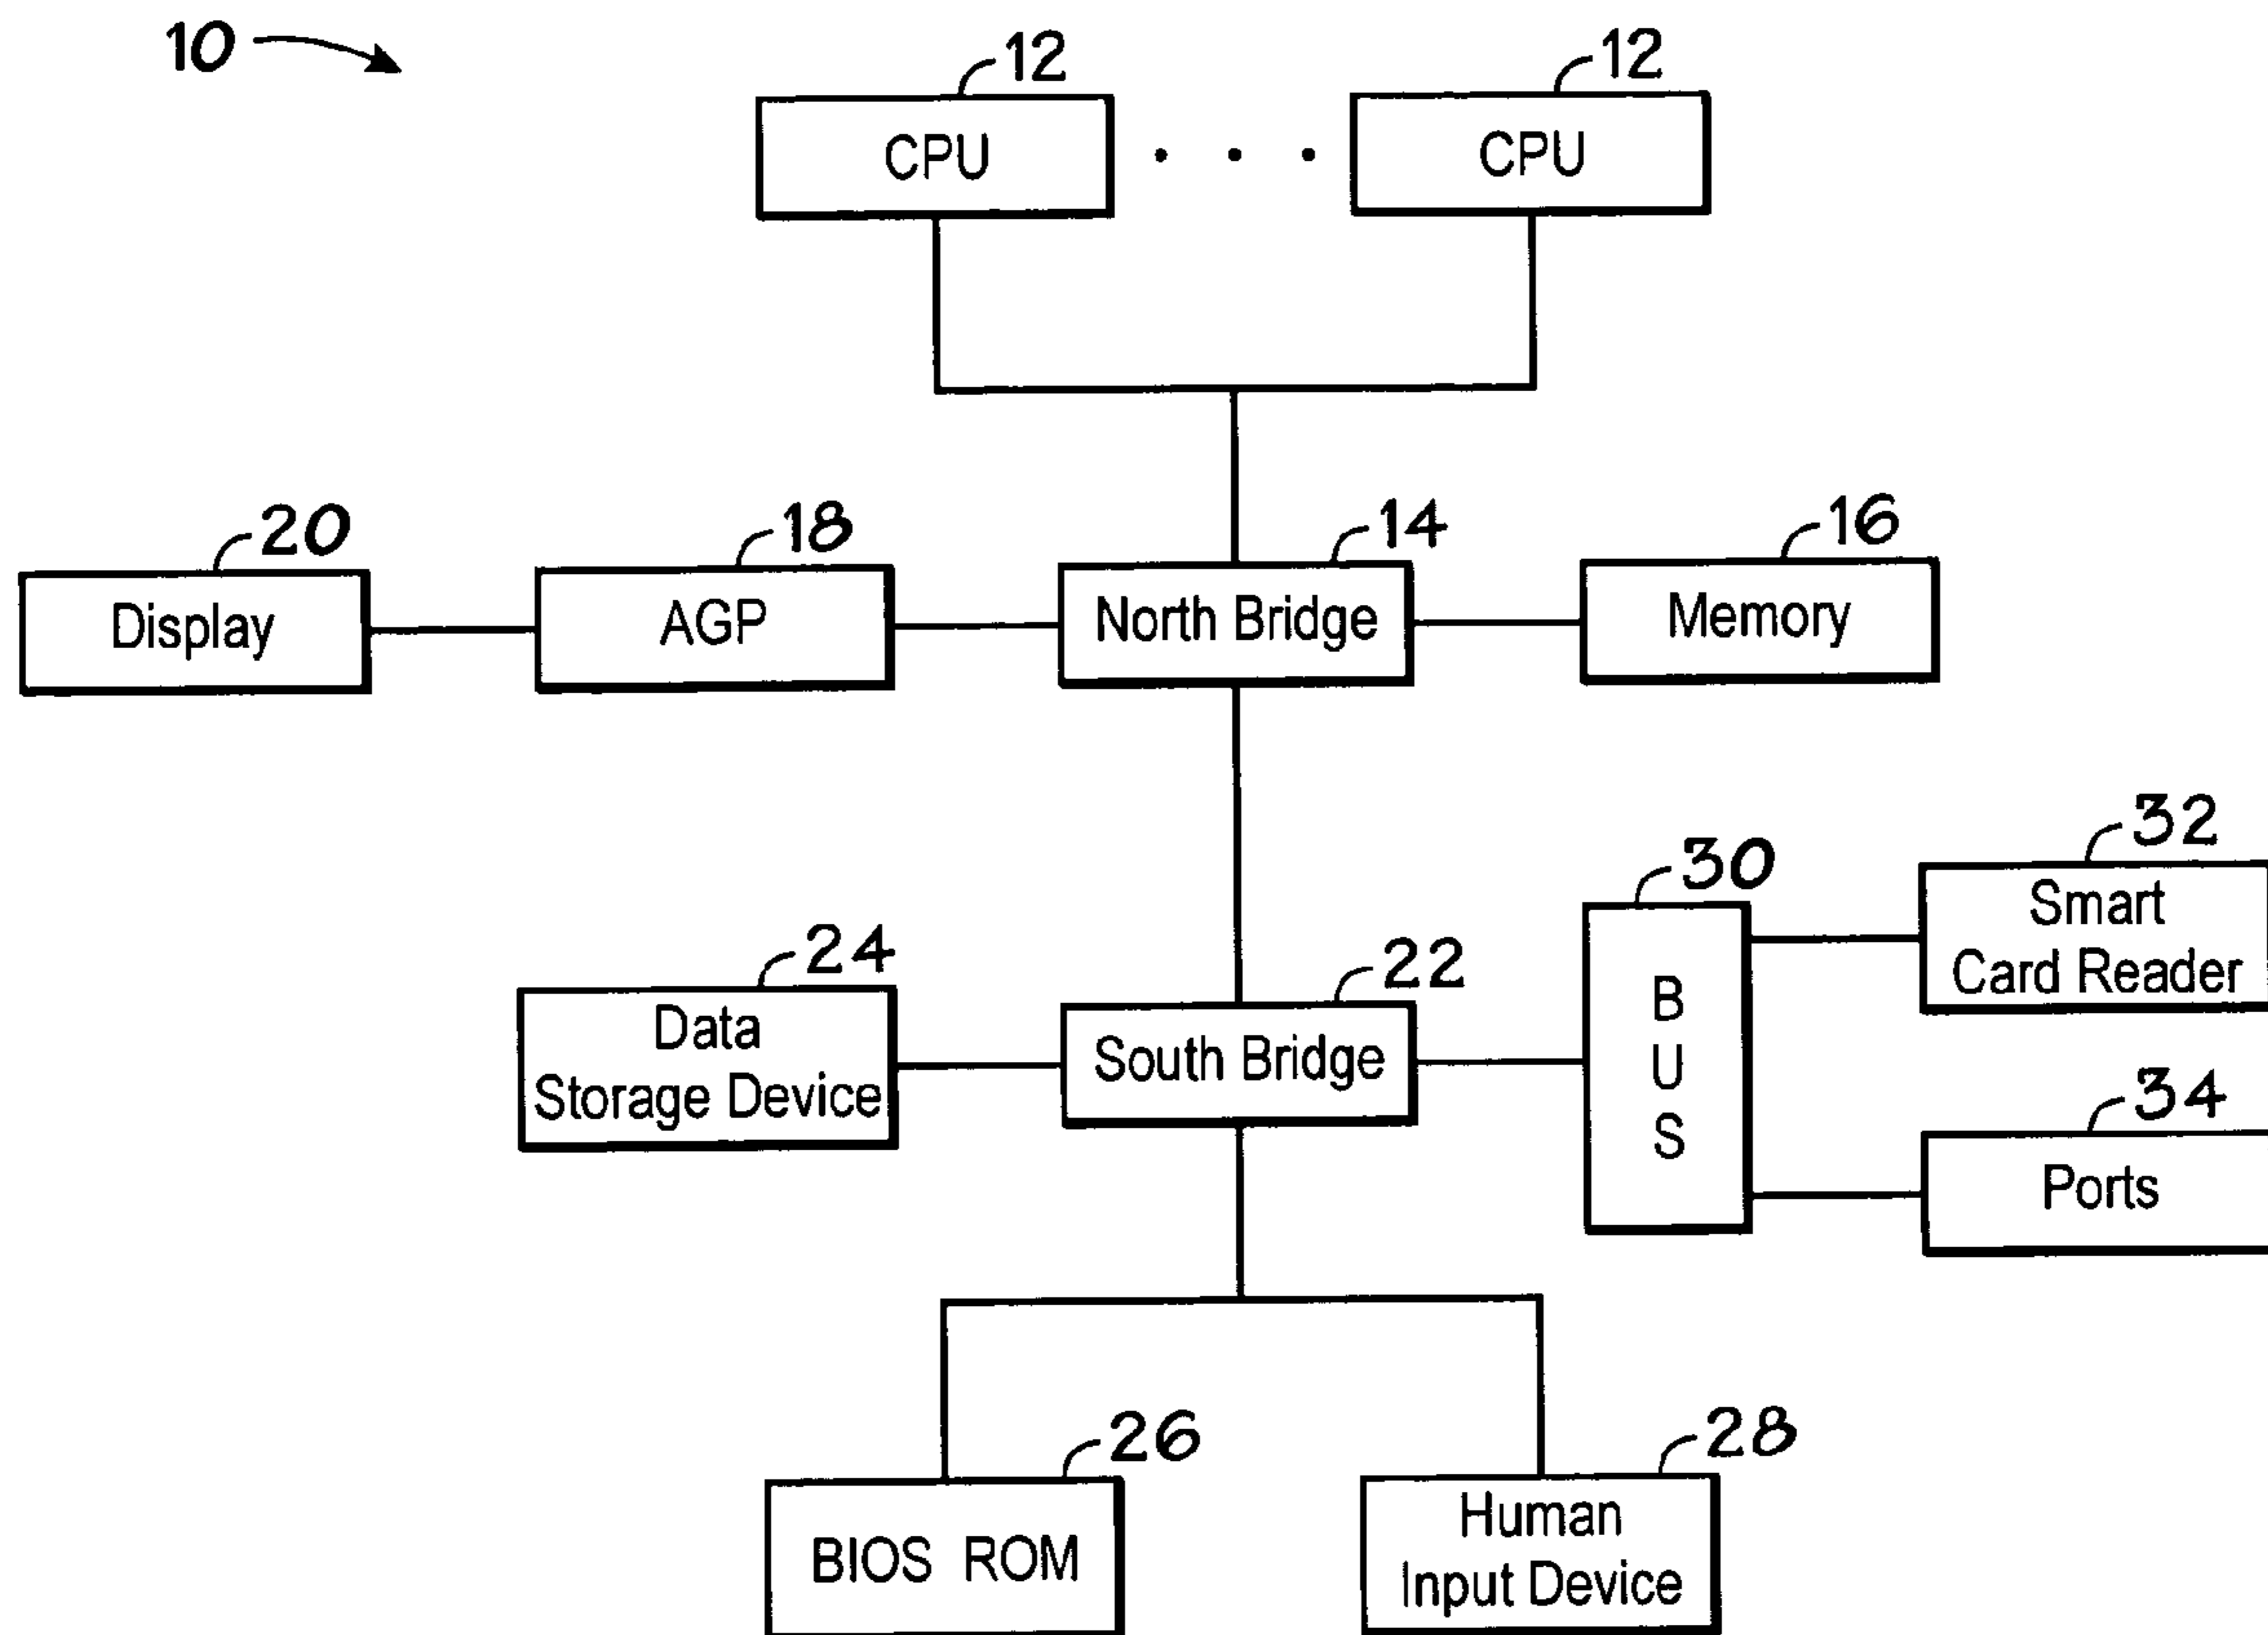 10
12
12
CPU
. . .
CPU
20
18
14
16
Display
AGP
North Bridge
Memory
32
30
Smart
Card Reader
24
22
Data
Storage Device
South Bridge
B
U
S
34
Ports
26
28
BIOS ROM
Human
Input Device